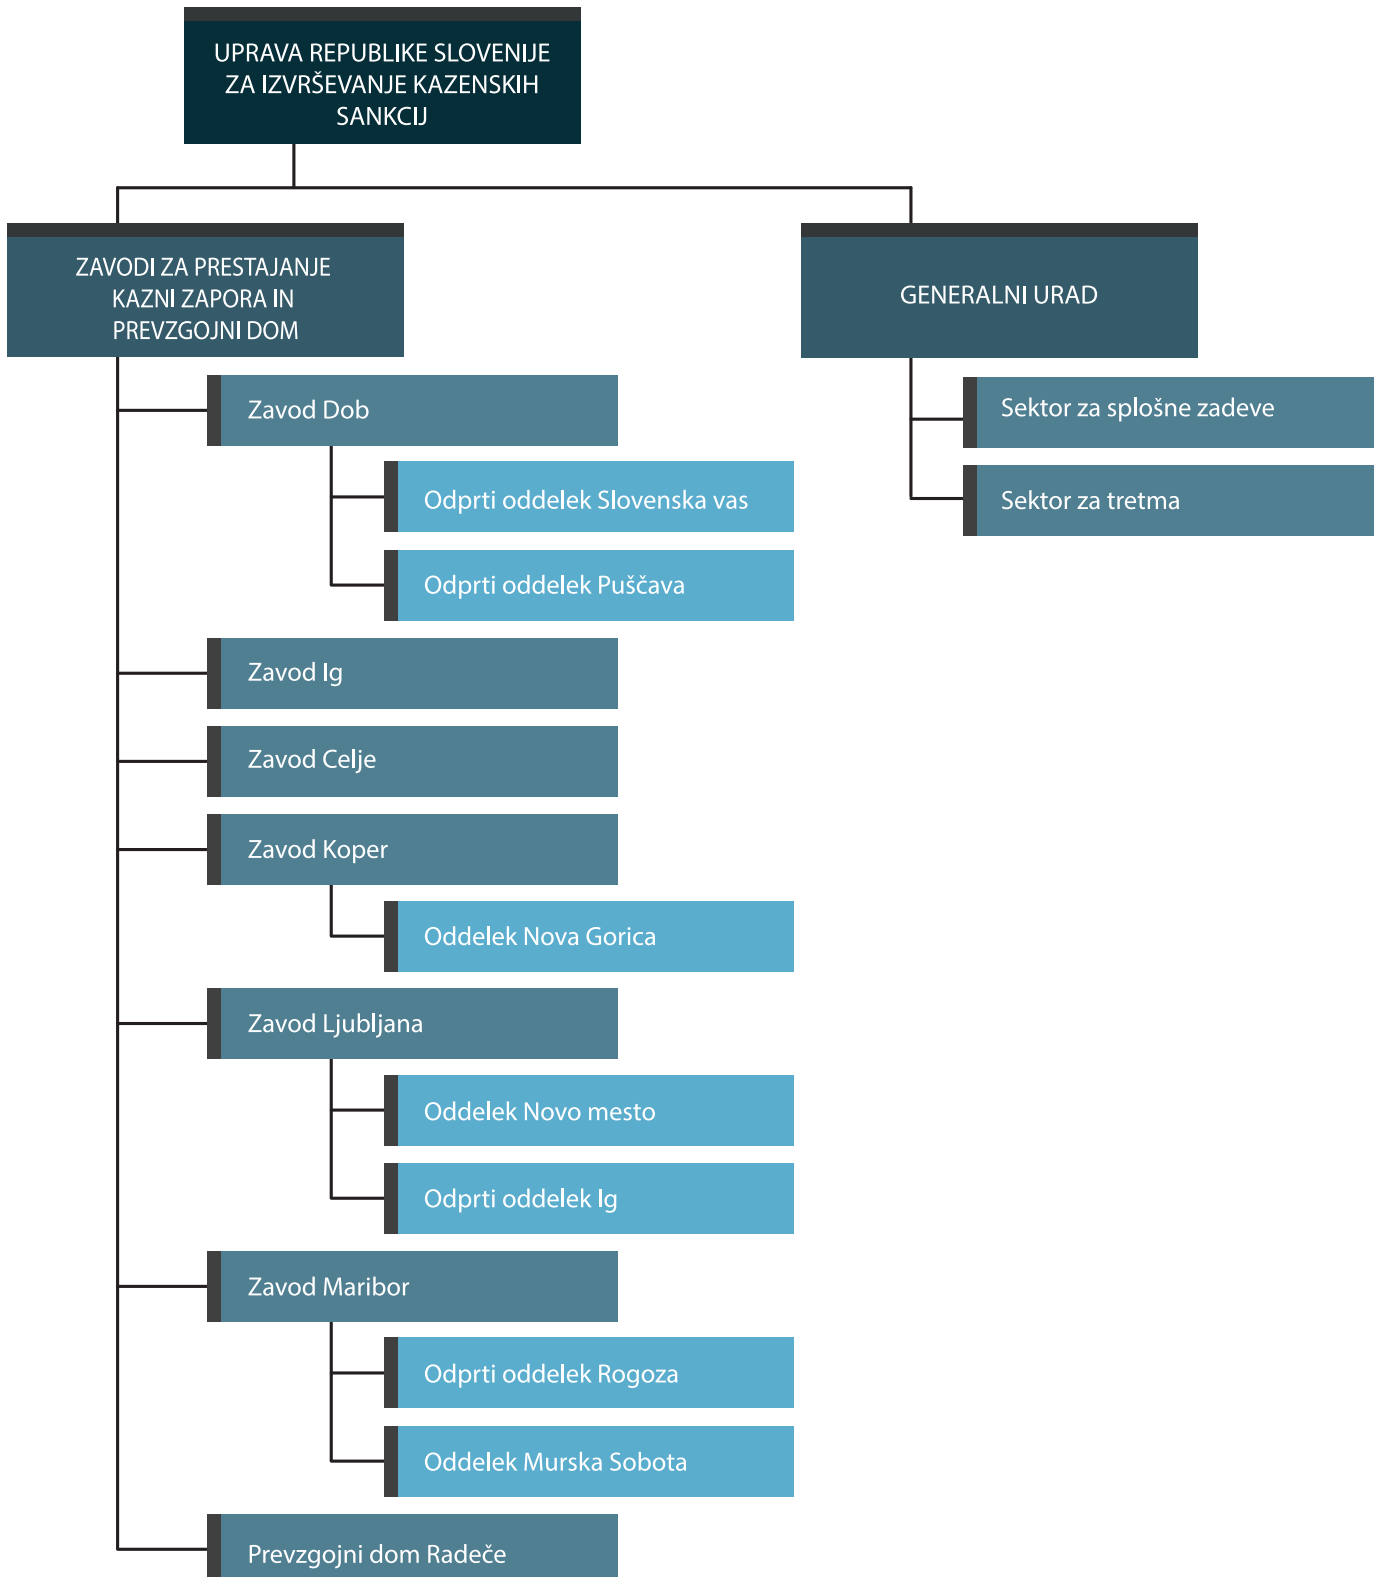 UPRAVA REPUBLIKE SLOVENIJE
ZA IZVRŠEVANJE KAZENSKIH
SANKCIJ
ZAVODI ZA PRESTAJANJE
KAZNI ZAPORA IN
PREVZGOJNI DOM
Zavod Dob
Odprti oddelek Slovenska vas
Odprti oddelek Puščava
Zavod Ig
Zavod Celje
Zavod Koper
Oddelek Nova Gorica
Zavod Ljubljana
Oddelek Novo mesto
Odprti oddelek Ig
Zavod Maribor
Odprti oddelek Rogoza
Oddelek Murska Sobota
Prevzgojni dom Radeče
GENERALNI URAD
Sektor za splošne zadeve
Sektor za tretma